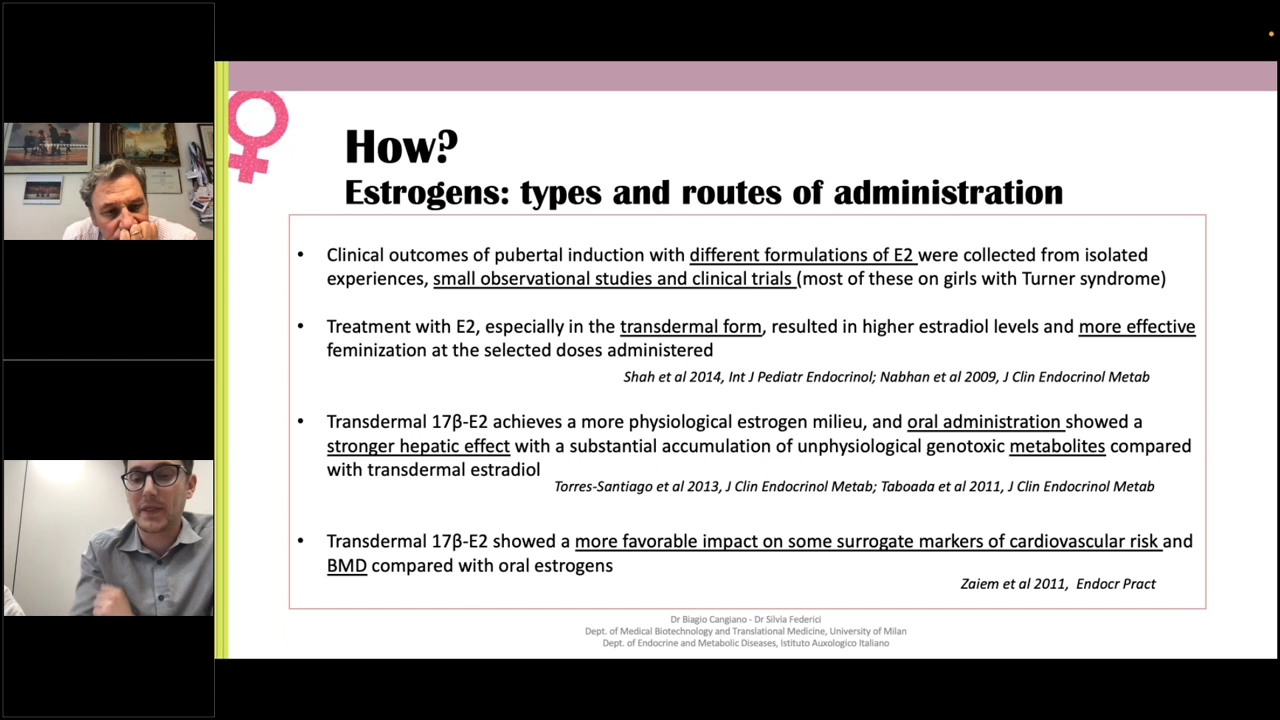 How?
Estrogens: types and routes of administration
• Clinical outcomes of pubertal induction with different formulations of E2 were collected from isolated
experiences, small observational studies and clinical trials (most of these on girls with Turner syndrome)
• Treatment with E2, especially in the transdermal form, resulted in higher estradiol levels and more effective
feminization at the selected doses administered
Shah et al 2014, Int J Pediatr Endocrinol; Nabhan et al 2009, J Clin Endocrinol Metab
• Transdermal 17β-E2 achieves a more physiological estrogen milieu, and oral administration showed a
stronger hepatic effect with a substantial accumulation of unphysiological genotoxic metabolites compared
with transdermal estradiol
Torres-Santiago et al 2013, J Clin Endocrinol Metab; Taboada et al 2011, J Clin Endocrinol Metab
• Transdermal 17β-E2 showed a more favorable impact on some surrogate markers of cardiovascular risk and
BMD compared with oral estrogens
Zaiem et al 2011, Endocr Pract
Dr Biagio Cangiano - Dr Silvia Federici
Dept. of Medical Biotechnology and Translational Medicine, University of Milan
Dept. of Endocrine and Metabolic Diseases, Istituto Auxologico Italiano